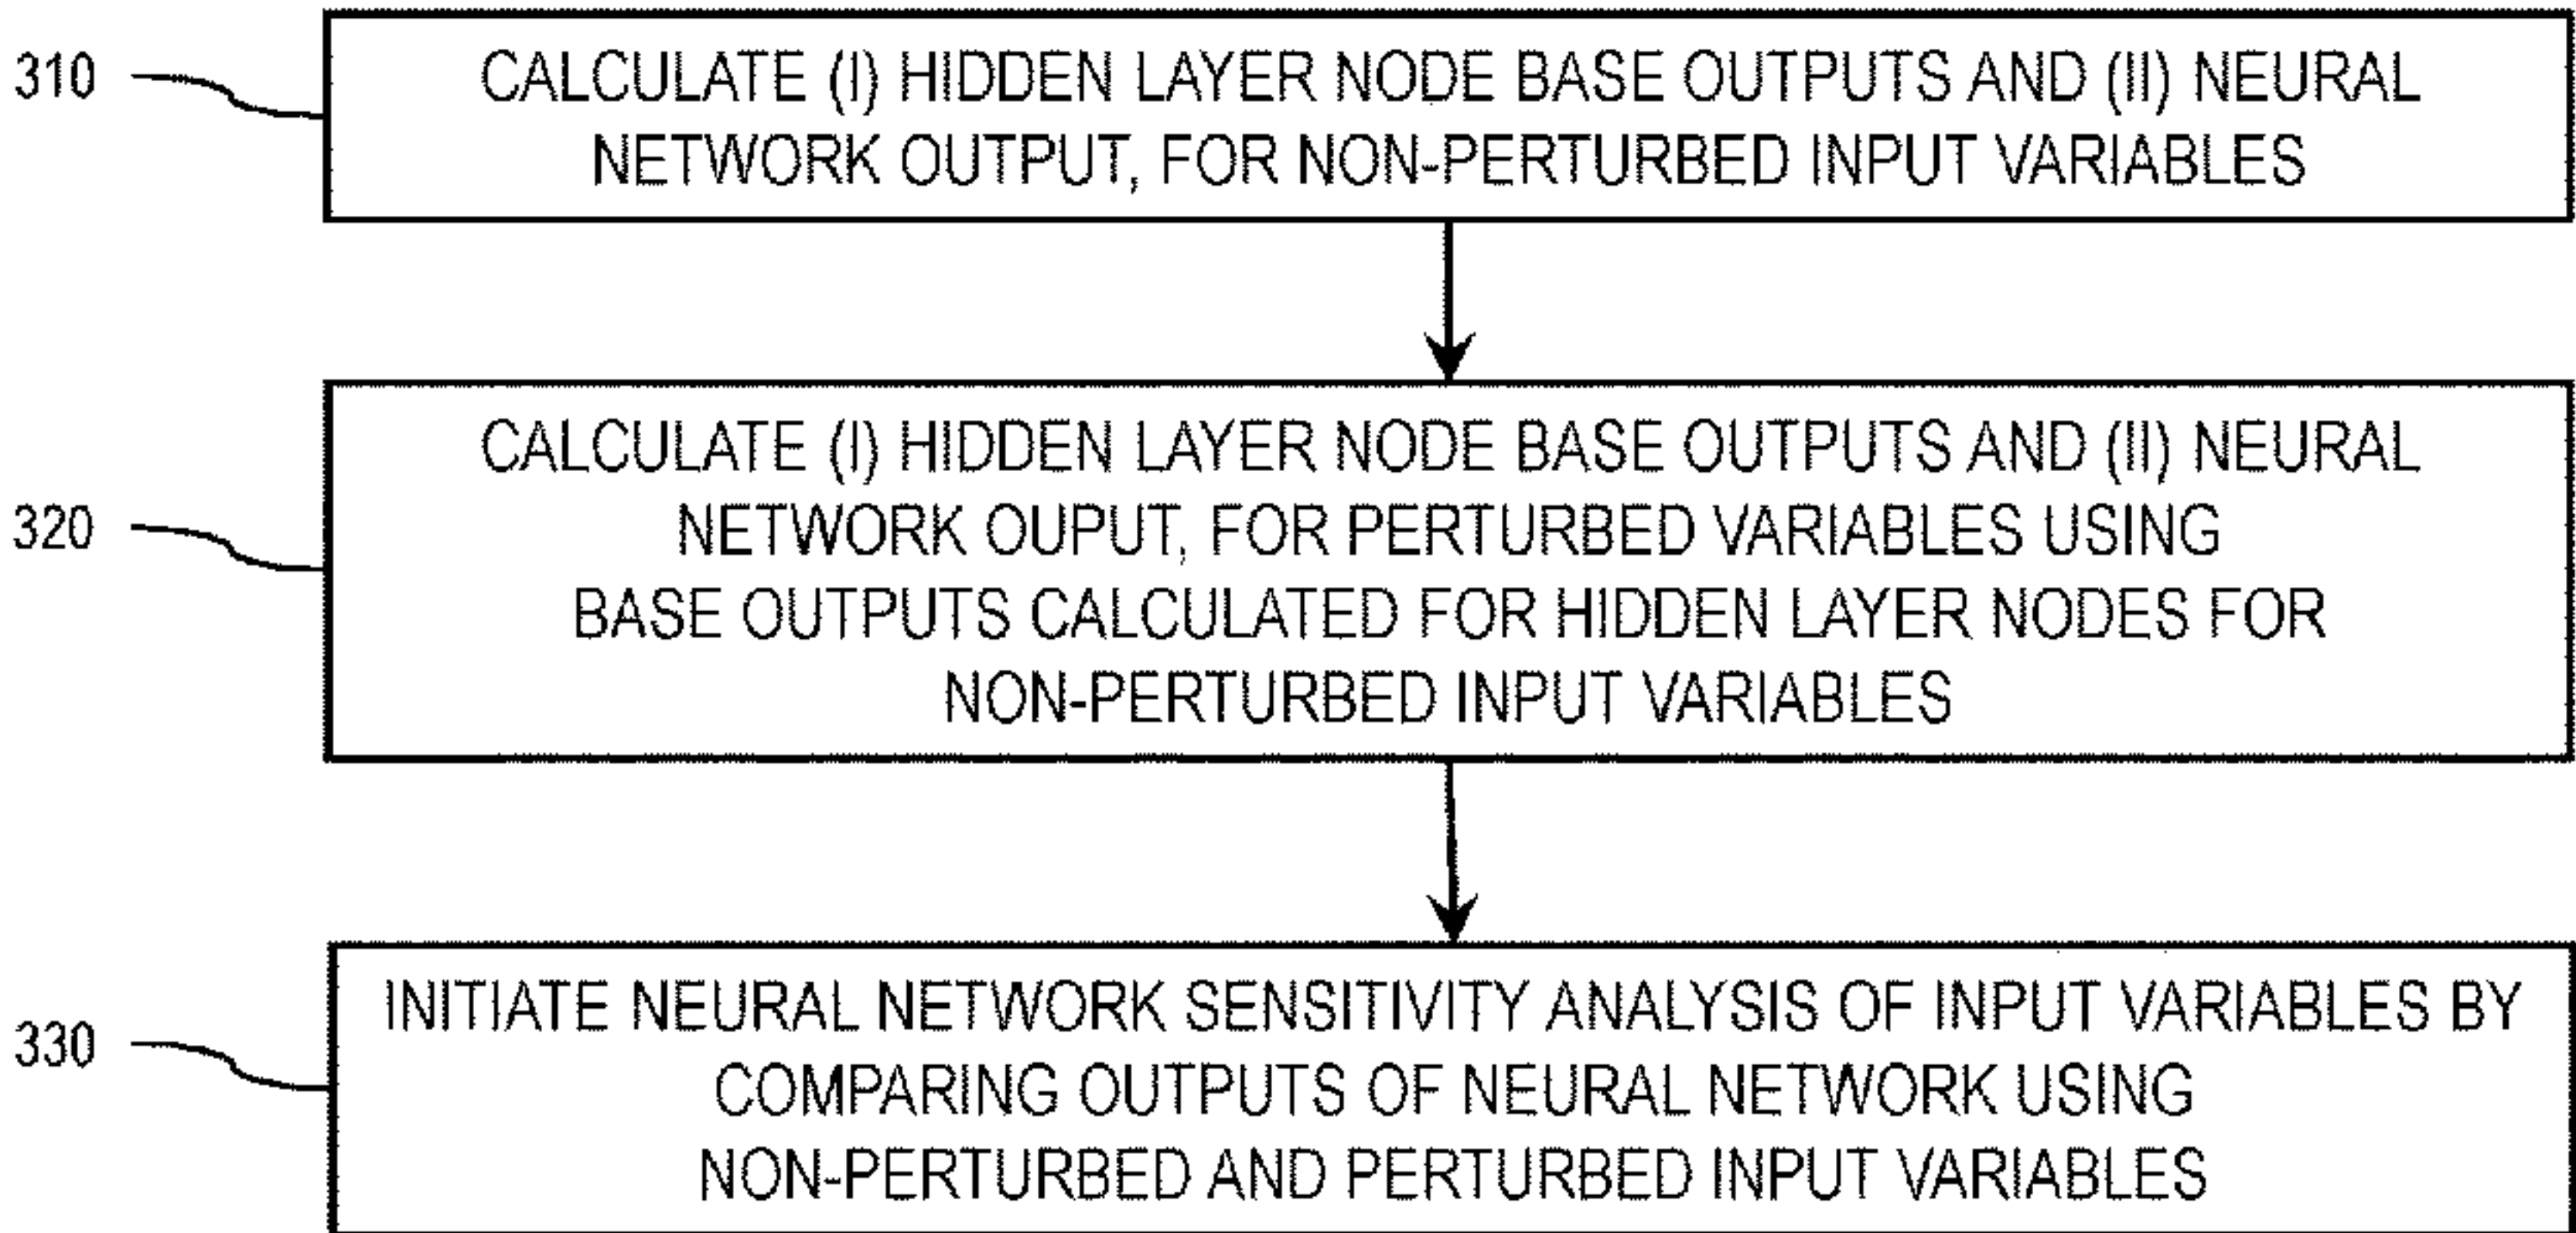 310
CALCULATE (I) HIDDEN LAYER NODE BASE OUTPUTS AND (II) NEURAL
NETWORK OUTPUT, FOR NON-PERTURBED INPUT VARIABLES
320
CALCULATE (I) HIDDEN LAYER NODE BASE OUTPUTS AND (II) NEURAL
NETWORK OUPUT, FOR PERTURBED VARIABLES USING
BASE OUTPUTS CALCULATED FOR HIDDEN LAYER NODES FOR
NON-PERTURBED INPUT VARIABLES
330
INITIATE NEURAL NETWORK SENSITIVITY ANALYSIS OF INPUT VARIABLES BY
COMPARING OUTPUTS OF NEURAL NETWORK USING
NON-PERTURBED AND PERTURBED INPUT VARIABLES